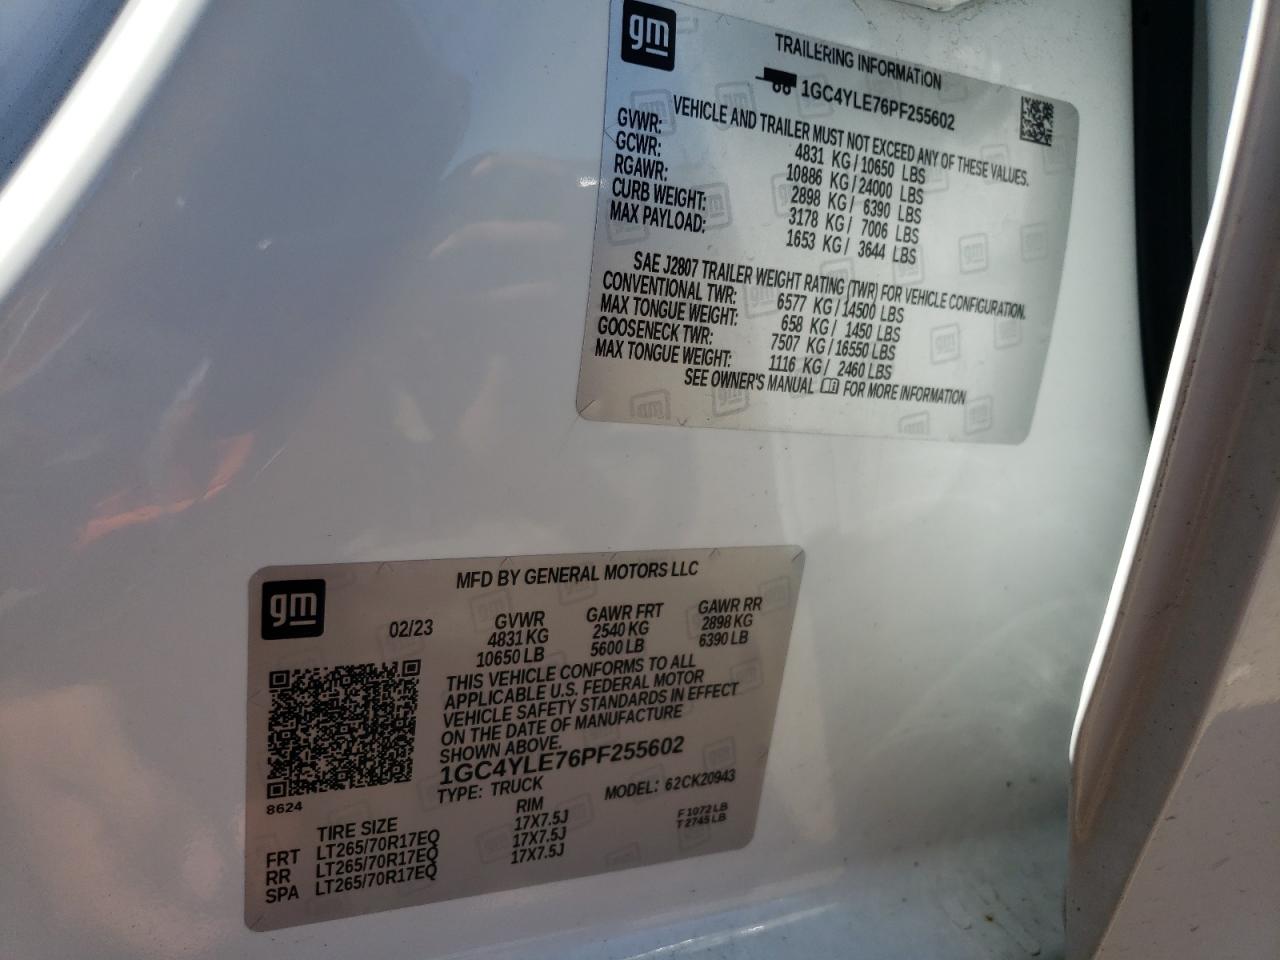 gm
TRAILERING INFORMATION
1GC4YLE76PF255602
VEHICLE AND TRAILER MUST NOT EXCEED ANY OF THESE VALUES.
GVWR: 4831 KG/10650 LBS
GCWR: 10886 KG/24000 LBS
RGAWR: 2898 KG/ 6390 LBS
CURB WEIGHT: 3178 KG/ 7006 LBS
MAX PAYLOAD: 1653 KG/ 3644 LBS
SAE J2807 TRAILER WEIGHT RATING (TWR) FOR VEHICLE CONFIGURATION.
CONVENTIONAL TWR: 6577 KG/14500 LBS
MAX TONGUE WEIGHT: 658 KG/ 1450 LBS
GOOSENECK TWR: 7507 KG/16550 LBS
MAX TONGUE WEIGHT: 1116 KG/ 2460 LBS
SEE OWNER'S MANUAL FOR MORE INFORMATION
gm
MFD BY GENERAL MOTORS LLC
02/23 GVWR GAWR FRT GAWR RR
4831 KG 2540 KG 2898 KG
10650 LB 5600 LB 6390 LB
THIS VEHICLE CONFORMS TO ALL
APPLICABLE U.S. FEDERAL MOTOR
VEHICLE SAFETY STANDARDS IN EFFECT
ON THE DATE OF MANUFACTURE
SHOWN ABOVE.
1GC4YLE76PF255602
TYPE: TRUCK MODEL: 62CK20943
8624
TIRE SIZE RIM
FRT LT265/70R17EQ 17X7.5J
RR LT265/70R17EQ 17X7.5J
SPA LT265/70R17EQ 17X7.5J
F 1072 LB
T 2745 LB